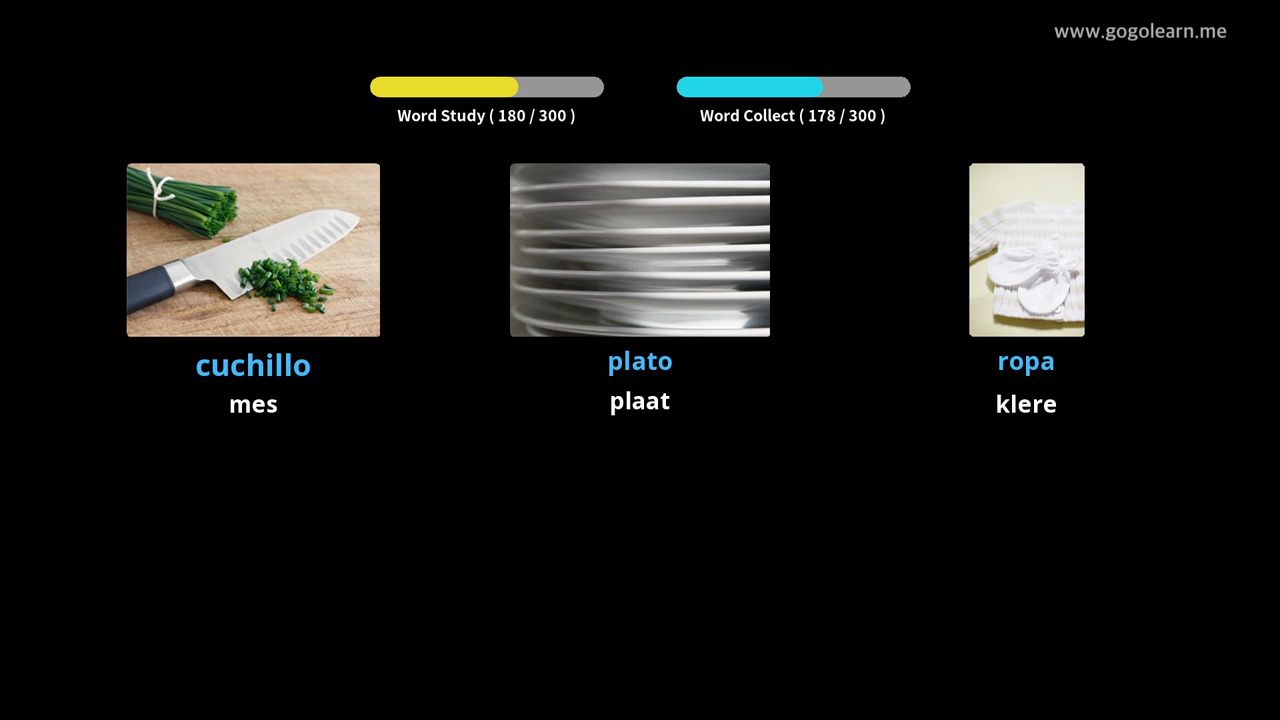 www.gogolearn.me
Word Study ( 180 / 300 )
Word Collect ( 178 / 300 )
cuchillo
mes
plato
plaat
ropa
klere